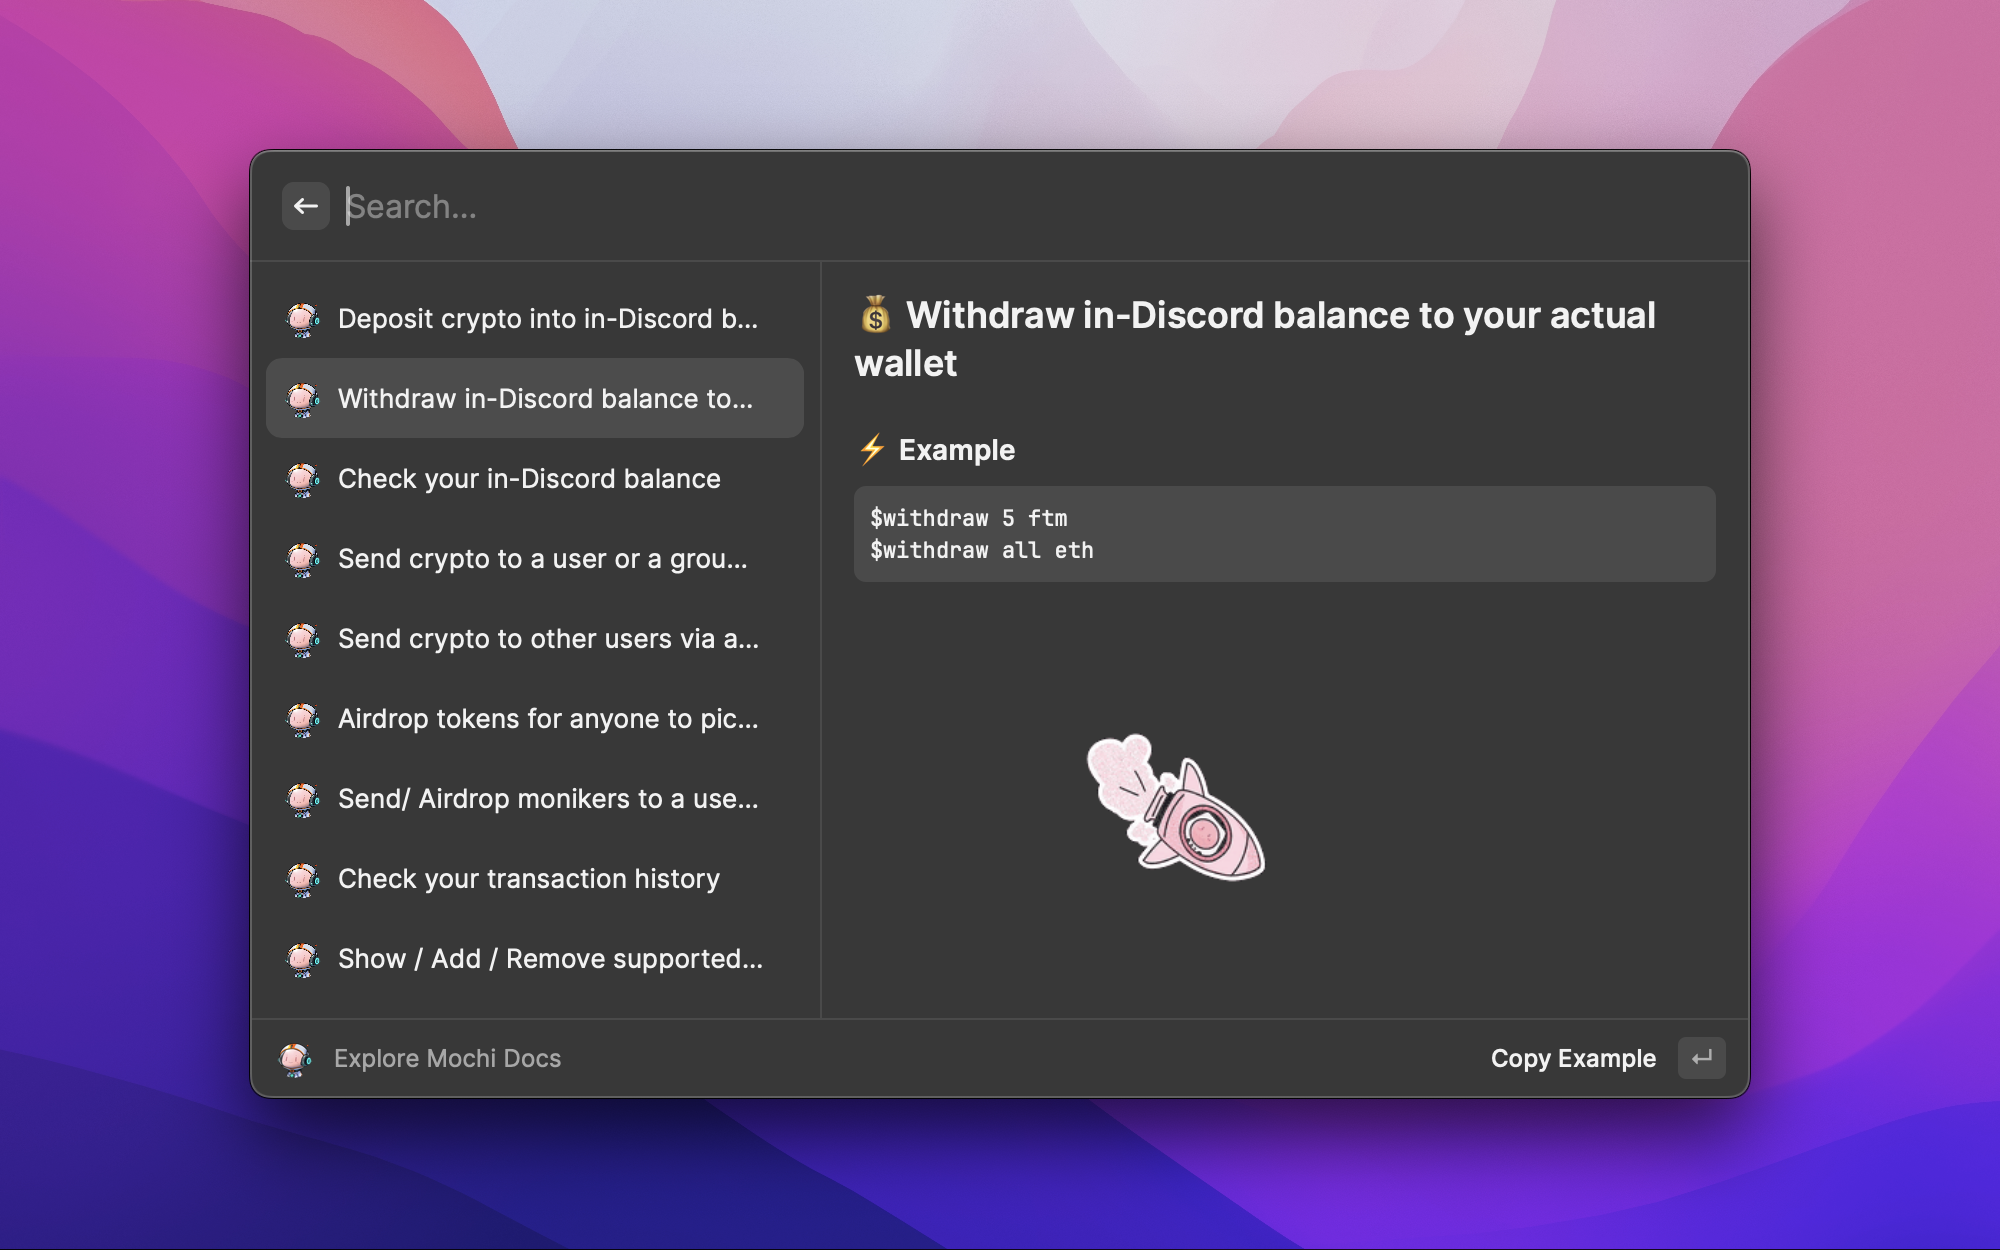 Search...
Deposit crypto into in-Discord b...
Withdraw in-Discord balance to...
Check your in-Discord balance
Send crypto to a user or a grou...
Send crypto to other users via a...
Airdrop tokens for anyone to pic...
Send/ Airdrop monikers to a use...
Check your transaction history
Show / Add / Remove supported...
💰 Withdraw in-Discord balance to your actual
wallet
⚡ Example
$withdraw 5 ftm
$withdraw all eth
Explore Mochi Docs
Copy Example